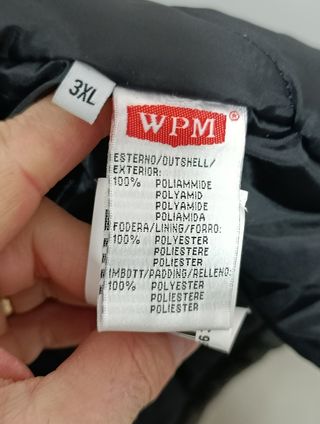 3XL
WPM®
ESTERNO/OUTSHELL/
EXTERIOR:
100% POLIAMMIDE
POLYAMID
POLYAMIDE
POLIAMIDA
FODERA/LINING/FORRO:
100% POLYESTER
POLIESTERE
POLIESTER
IMBOTT/PADDING/RELLENO:
100% POLYESTER
POLIESTERE
POLIESTER